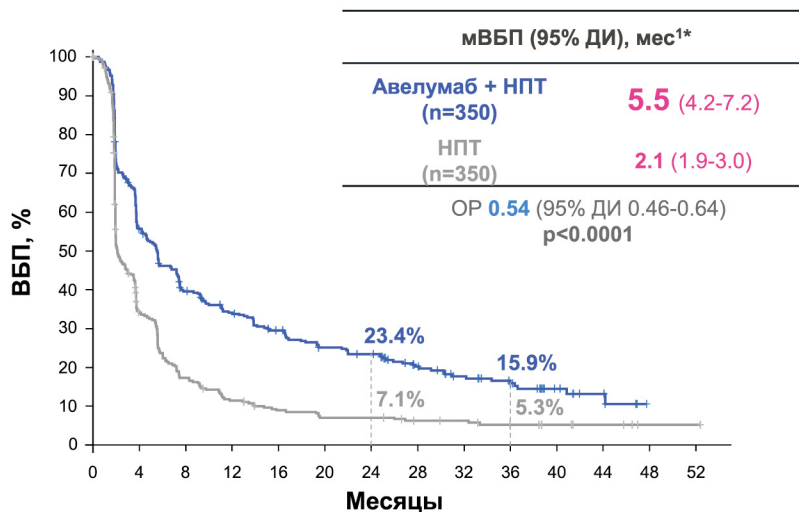 мВБП (95% ДИ), мес¹*
Авелумаб + НПТ
(n=350)
5.5 (4.2-7.2)
НПТ
(n=350)
2.1 (1.9-3.0)
ОР 0.54 (95% ДИ 0.46-0.64)
p<0.0001
ВБП, %
100
90
80
70
60
50
40
30
20
10
0
23.4%
15.9%
7.1%
5.3%
0 4 8 12 16 20 24 28 32 36 40 44 48 52
Месяцы